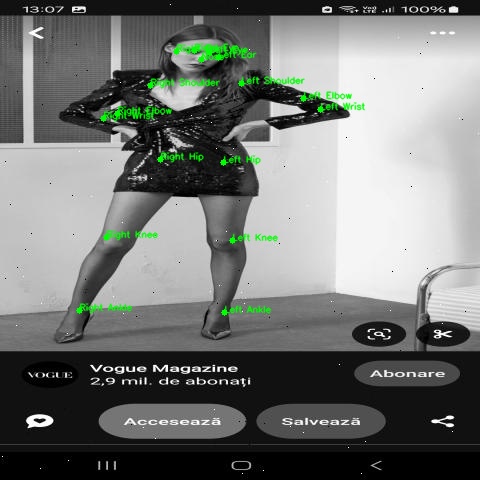 13:07
100%
Left Ear
Right Shoulder
Left Shoulder
Left Elbow
Left Wrist
Right Elbow
Right Wrist
Right Hip
Left Hip
Right Knee
Left Knee
Right Ankle
Left Ankle
VOGUE
Vogue Magazine
2,9 mil. de abonați
Abonare
Accesează
Salvează